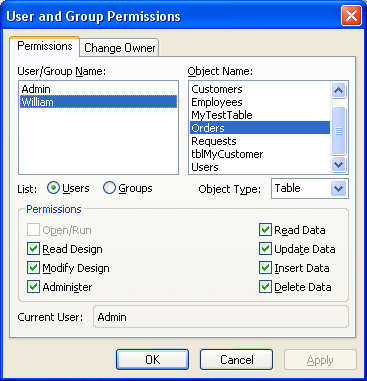 User and Group Permissions
Permissions Change Owner
User/Group Name: Object Name:
Admin
William
Customers
Employees
MyTestTable
Orders
Requests
tblMyCustomer
Users
List: Users Groups Object Type: Table
Permissions
Open/Run Read Data
Read Design Update Data
Modify Design Insert Data
Administer Delete Data
Current User: Admin
OK Cancel Apply